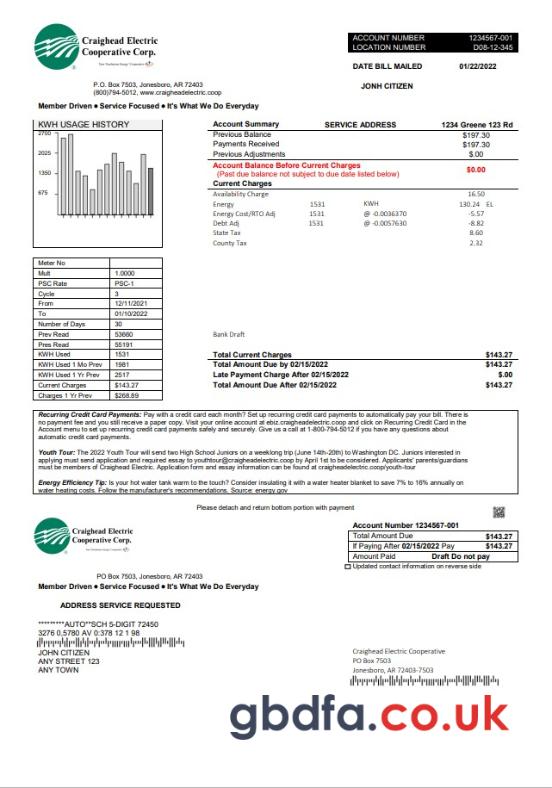 Craighead Electric
Cooperative Corp.
P.O. Box 7503, Jonesboro, AR 72403
(800)794-5012, www.craigheadelectric.coop
Member Driven ● Service Focused ● It's What We Do Everyday
ACCOUNT NUMBER 1234567-001
LOCATION NUMBER D08-12-345
DATE BILL MAILED 01/22/2022
JONH CITIZEN
KWH USAGE HISTORY
2700
2025
1350
675
Account Summary SERVICE ADDRESS 1234 Greene 123 Rd
Previous Balance $197.30
Payments Received $197.30
Previous Adjustments $.00
Account Balance Before Current Charges $0.00
(Past due balance not subject to due date listed below)
Current Charges
Availability Charge 16.50
Energy 1531 KWH 130.24 EL
Energy Cost/RTO Adj 1531 @ -0.0036370 -5.57
Debt Adj 1531 @ -0.0057630 -8.82
State Tax 8.60
County Tax 2.32
Meter No
Mult 1.0000
PSC Rate PSC-1
Cycle 3
From 12/11/2021
To 01/10/2022
Number of Days 30
Prev Read 53660
Pres Read 55191
KWH Used 1531
KWH Used 1 Mo Prev 1981
KWH Used 1 Yr Prev 2517
Current Charges $143.27
Charges 1 Yr Prev $268.89
Bank Draft
Total Current Charges $143.27
Total Amount Due by 02/15/2022 $143.27
Late Payment Charge After 02/15/2022 $.00
Total Amount Due After 02/15/2022 $143.27
Recurring Credit Card Payments: Pay with a credit card each month? Set up recurring credit card payments to automatically pay your bill. There is
no payment fee and you still receive a paper copy. Visit your online account at ebiz.craigheadelectric.coop and click on Recurring Credit Card in the
Account menu to set up recurring credit card payments safely and securely. Give us a call at 1-800-794-5012 if you have any questions about
automatic credit card payments.
Youth Tour: The 2022 Youth Tour will send two High School Juniors on a weeklong trip (June 14th-20th) to Washington DC. Juniors interested in
applying must send application and required essay to youthtour@craigheadelectric.coop by April 1st to be considered. Applicants' parents/guardians
must be members of Craighead Electric. Application form and essay information can be found at craigheadelectric.coop/youth-tour
Energy Efficiency Tip: Is your hot water tank warm to the touch? Consider insulating it with a water heater blanket to save 7% to 16% annually on
water heating costs. Follow the manufacturer's recommendations. Source: energy.gov
Please detach and return bottom portion with payment
Craighead Electric
Cooperative Corp.
PO Box 7503, Jonesboro, AR 72403
Member Driven ● Service Focused ● It's What We Do Everyday
Account Number 1234567-001
Total Amount Due $143.27
If Paying After 02/15/2022 Pay $143.27
Amount Paid Draft Do not pay
Updated contact information on reverse side
ADDRESS SERVICE REQUESTED
*********AUTO**SCH 5-DIGIT 72450
3276 0.5780 AV 0:378 12 1 98
JOHN CITIZEN
ANY STREET 123
ANY TOWN
Craighead Electric Cooperative
PO Box 7503
Jonesboro, AR 72403-7503
gbdfa.co.uk